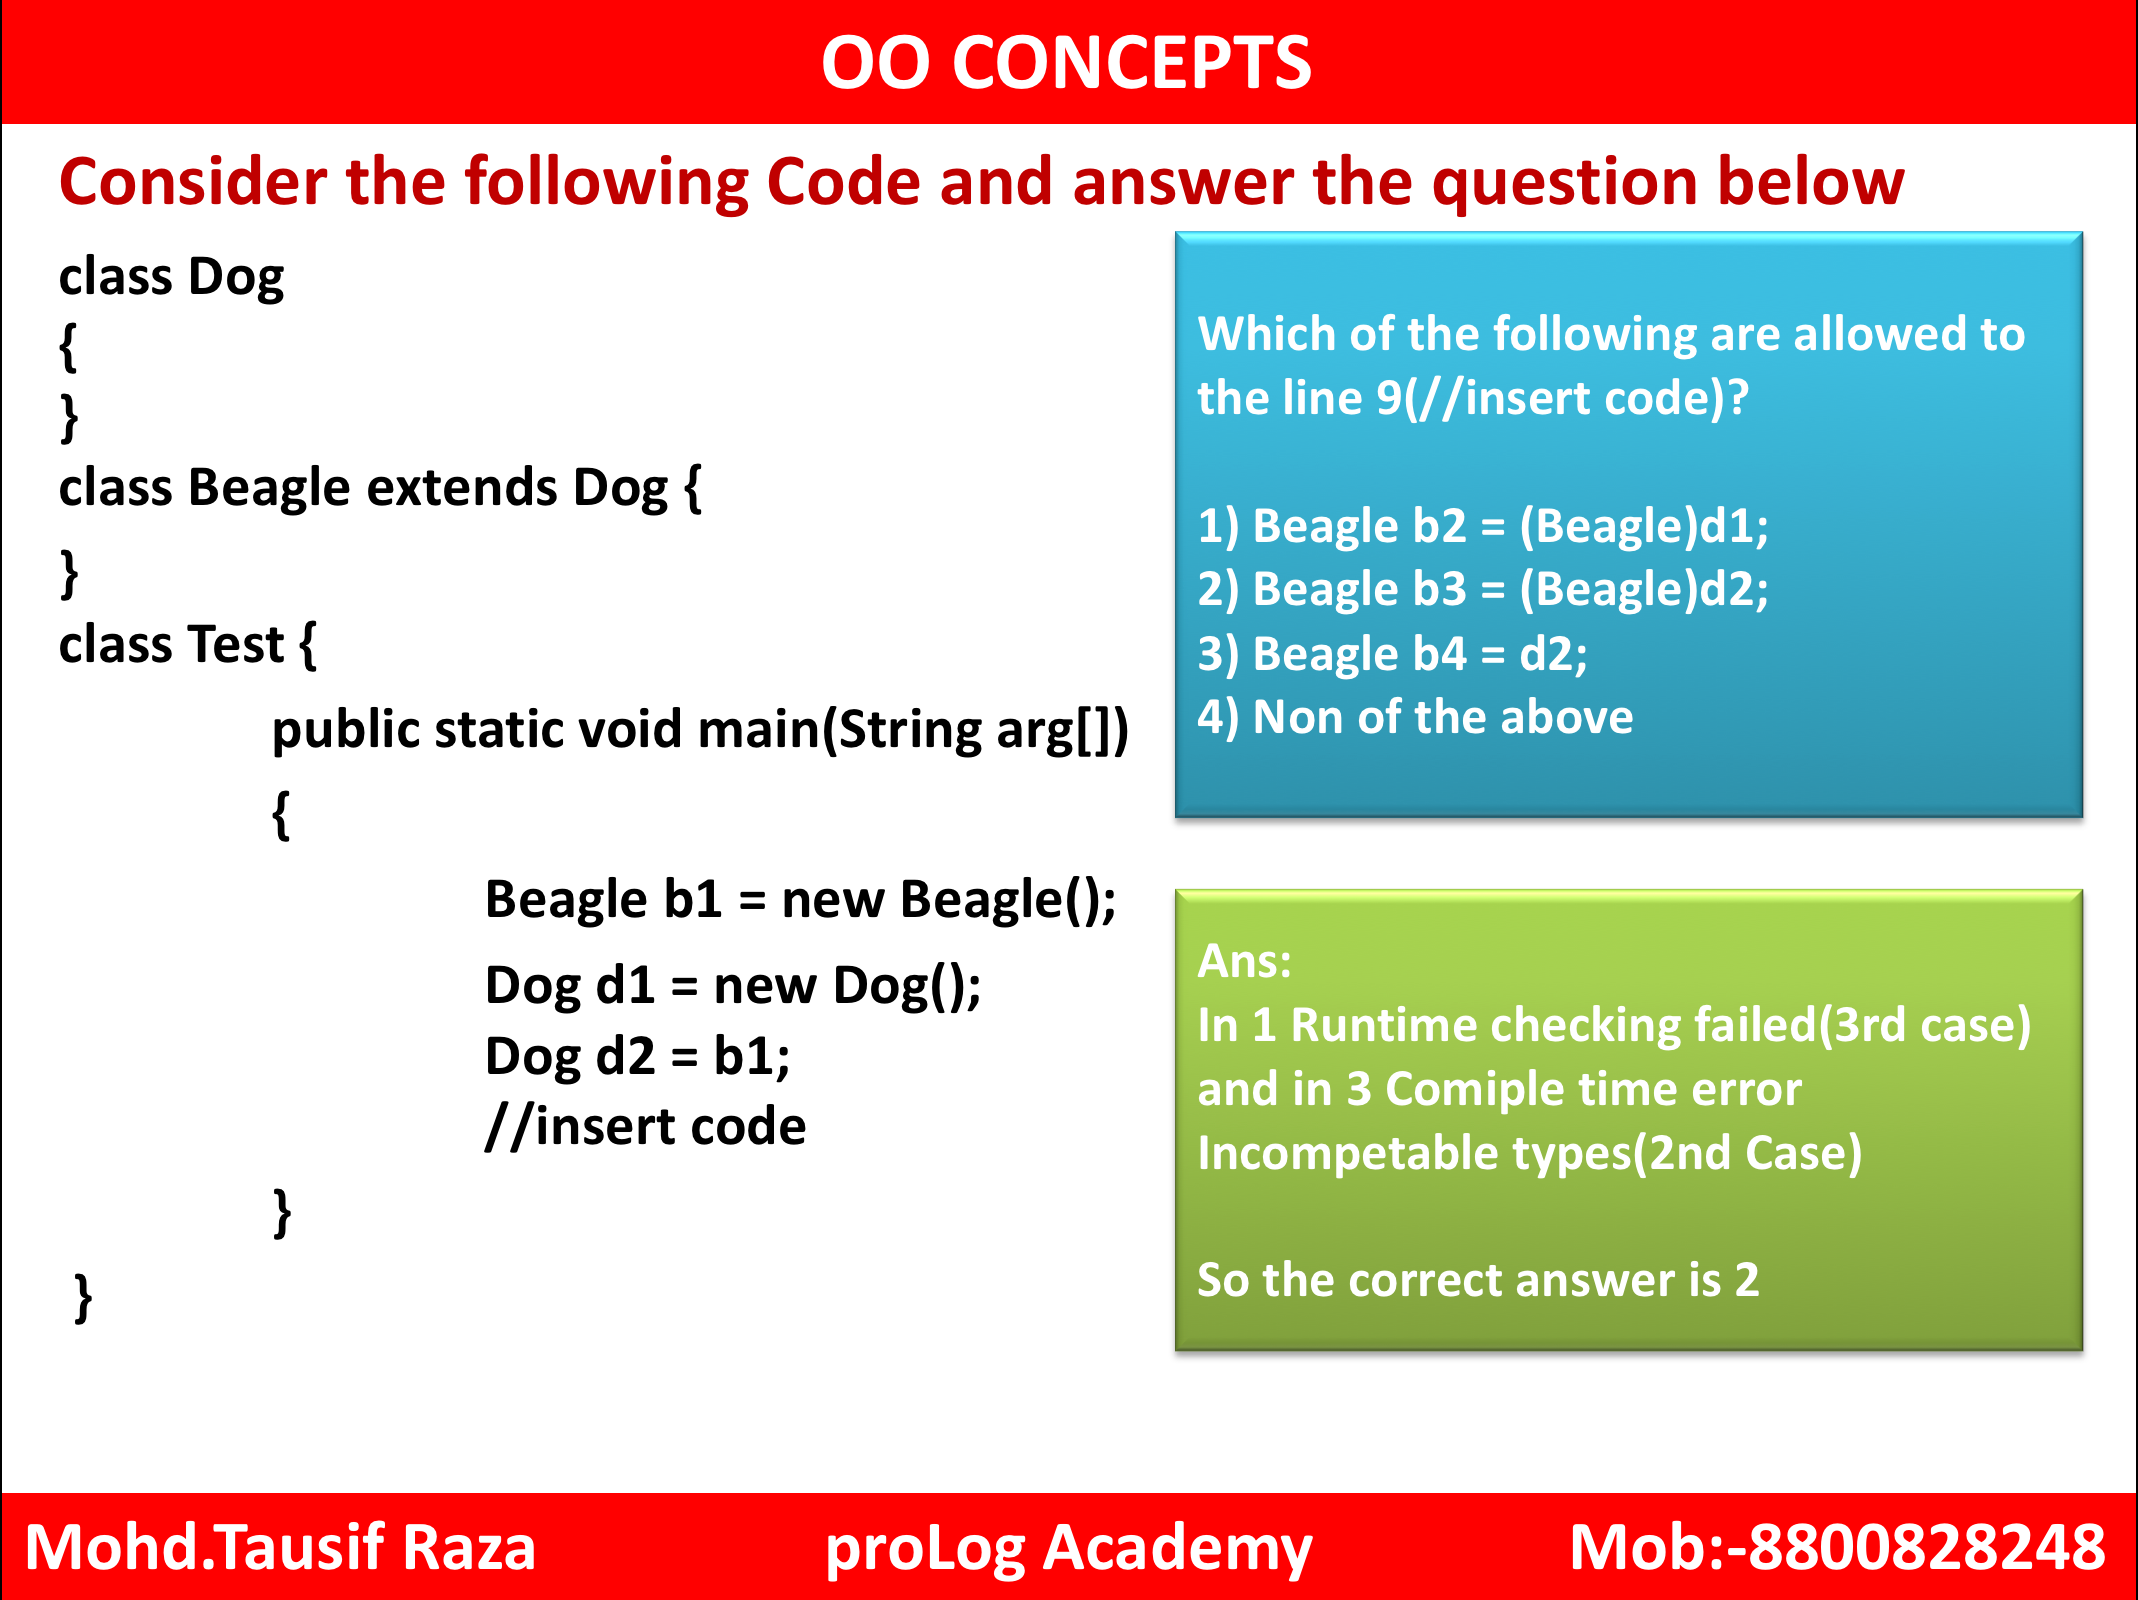 OO CONCEPTS
Consider the following Code and answer the question below
class Dog
{
}
class Beagle extends Dog {
}
class Test {
public static void main(String arg[])
{
Beagle b1 = new Beagle();
Dog d1 = new Dog();
Dog d2 = b1;
//insert code
}
}
Which of the following are allowed to
the line 9(//insert code)?
1) Beagle b2 = (Beagle)d1;
2) Beagle b3 = (Beagle)d2;
3) Beagle b4 = d2;
4) Non of the above
Ans:
In 1 Runtime checking failed(3rd case)
and in 3 Comiple time error
Incompetable types(2nd Case)
So the correct answer is 2
Mohd.Tausif Raza
proLog Academy
Mob:-8800828248